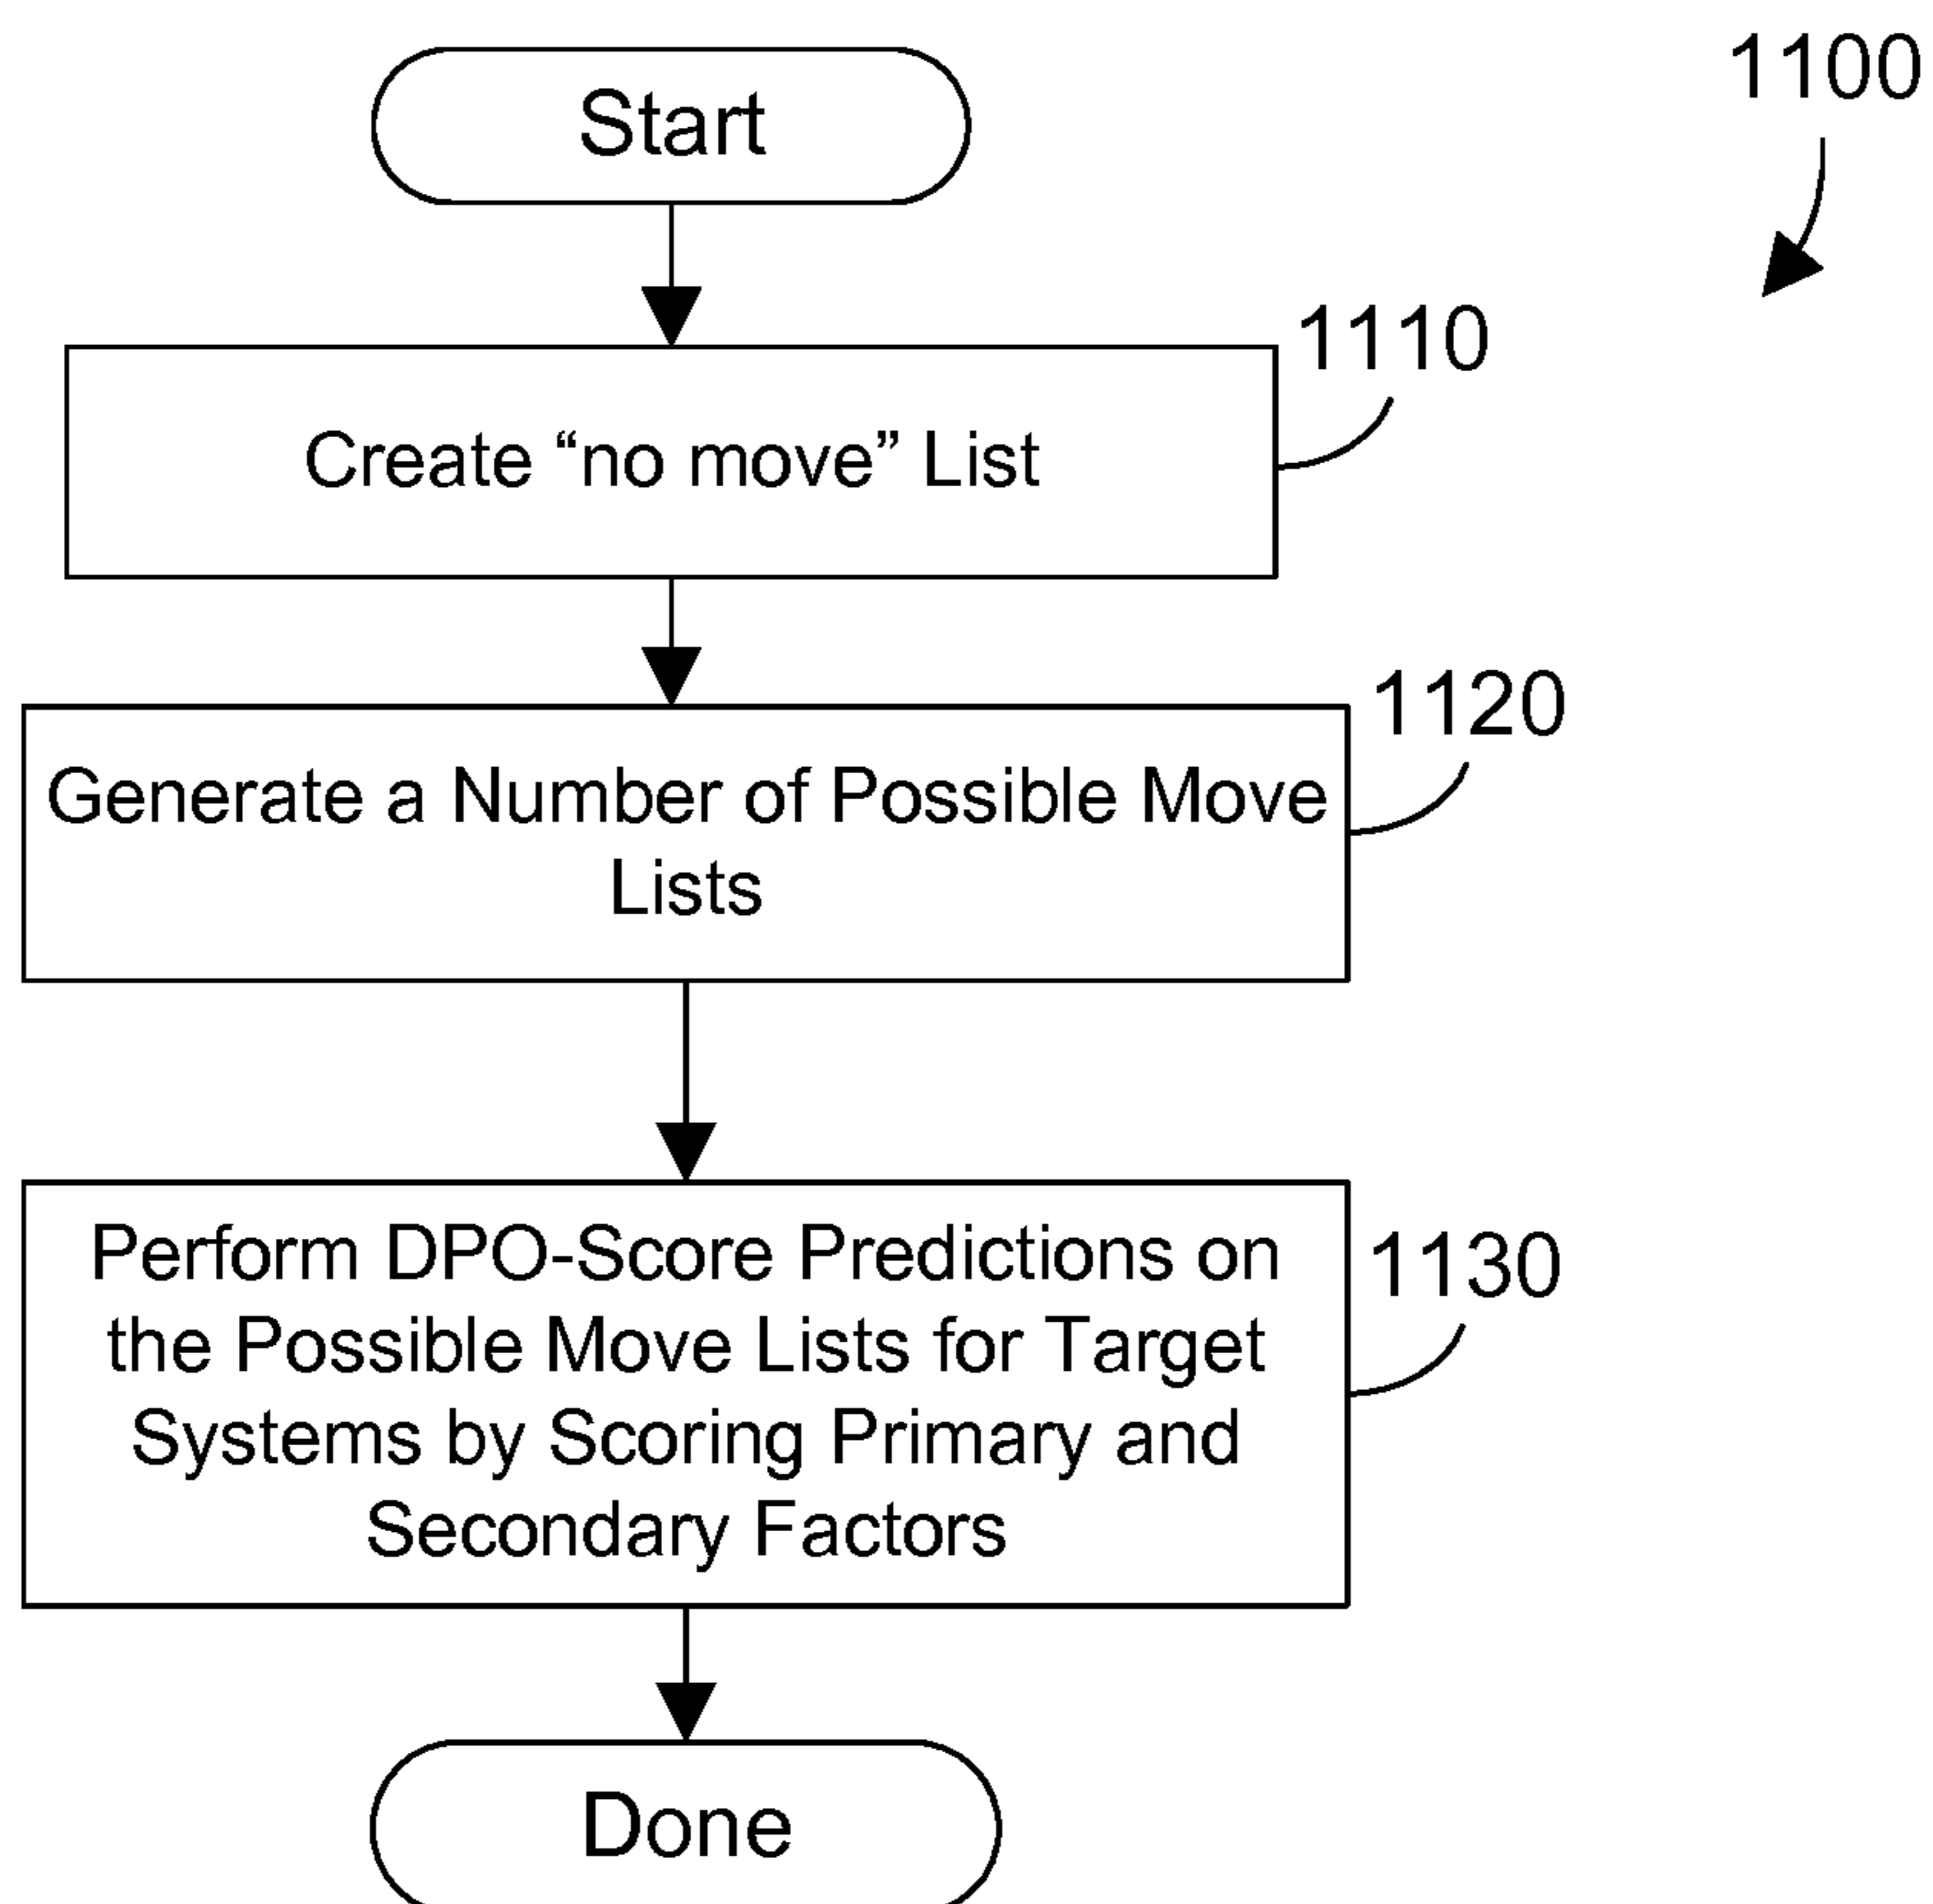 Start
1100
1110
Create “no move” List
1120
Generate a Number of Possible Move
Lists
1130
Perform DPO-Score Predictions on
the Possible Move Lists for Target
Systems by Scoring Primary and
Secondary Factors
Done